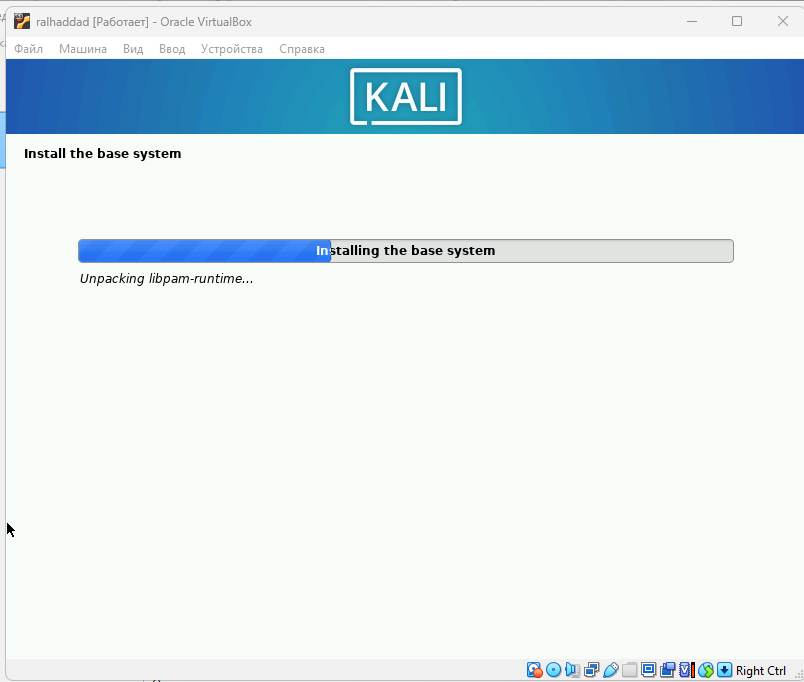 ralhaddad [Работает] - Oracle VirtualBox
Файл Машина Вид Ввод Устройства Справка
KALI
Install the base system
Installing the base system
Unpacking libpam-runtime...
Right Ctrl